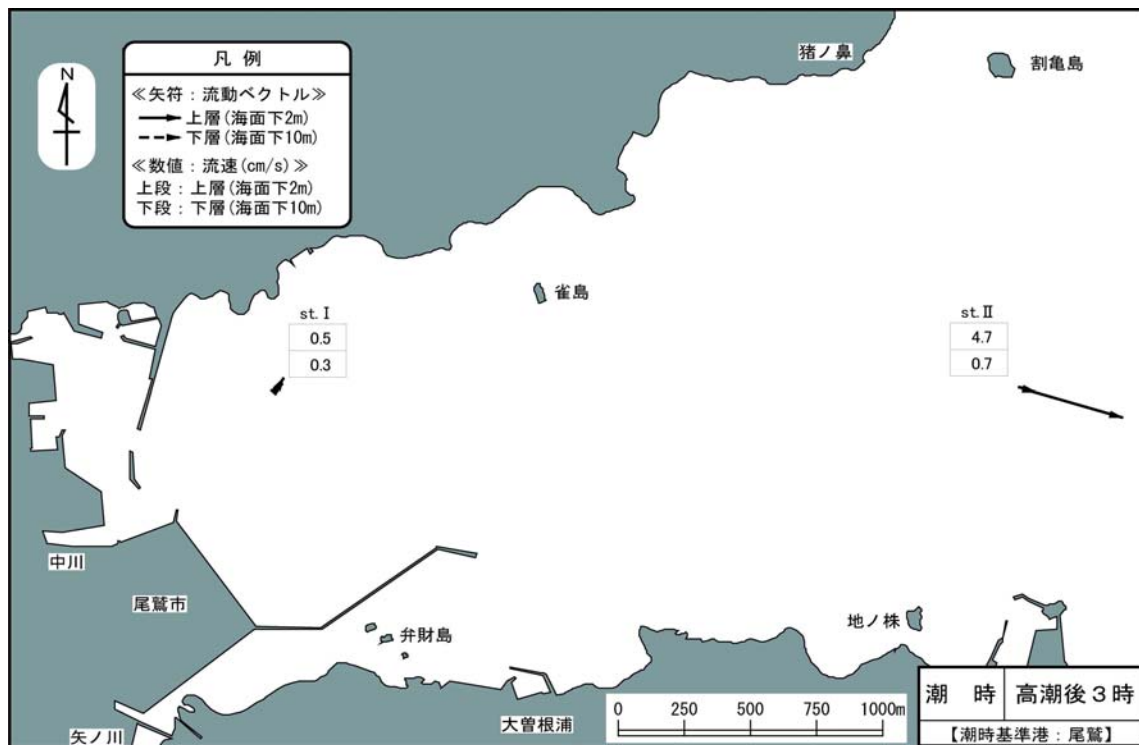 凡 例
≪矢符：流動ベクトル≫
上層(海面下2m)
下層(海面下10m)
≪数値：流速(cm/s)≫
上段：上層(海面下2m)
下段：下層(海面下10m)
N
猪ノ鼻
割亀島
雀島
st.Ⅰ
0.5
0.3
st.Ⅱ
4.7
0.7
中川
尾鷲市
弁財島
地ノ株
矢ノ川
大曽根浦
0 250 500 750 1000m
潮 時 高潮後３時
【潮時基準港：尾鷲】